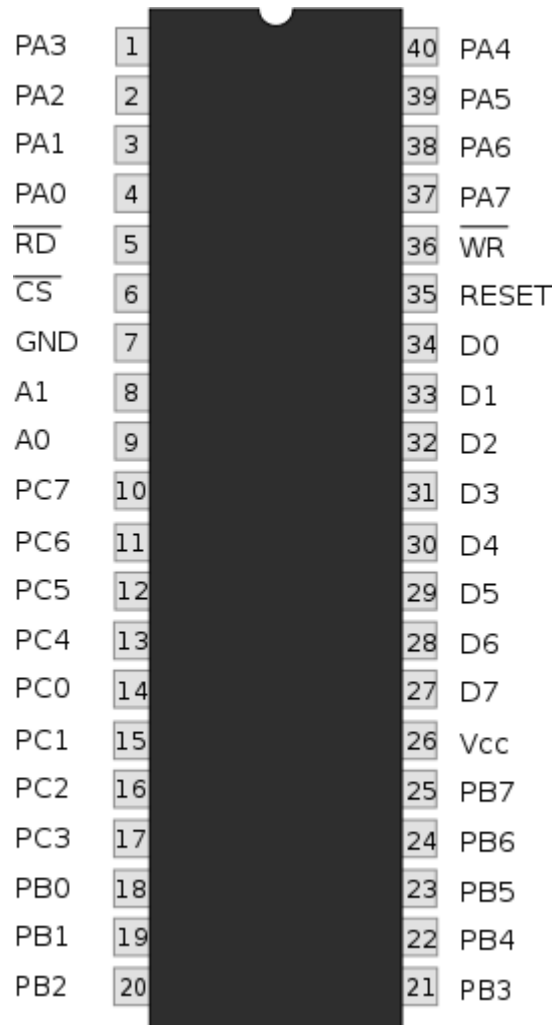 PA3 1 40 PA4
PA2 2 39 PA5
PA1 3 38 PA6
PA0 4 37 PA7
RD 5 36 WR
CS 6 35 RESET
GND 7 34 D0
A1 8 33 D1
A0 9 32 D2
PC7 10 31 D3
PC6 11 30 D4
PC5 12 29 D5
PC4 13 28 D6
PC0 14 27 D7
PC1 15 26 Vcc
PC2 16 25 PB7
PC3 17 24 PB6
PB0 18 23 PB5
PB1 19 22 PB4
PB2 20 21 PB3